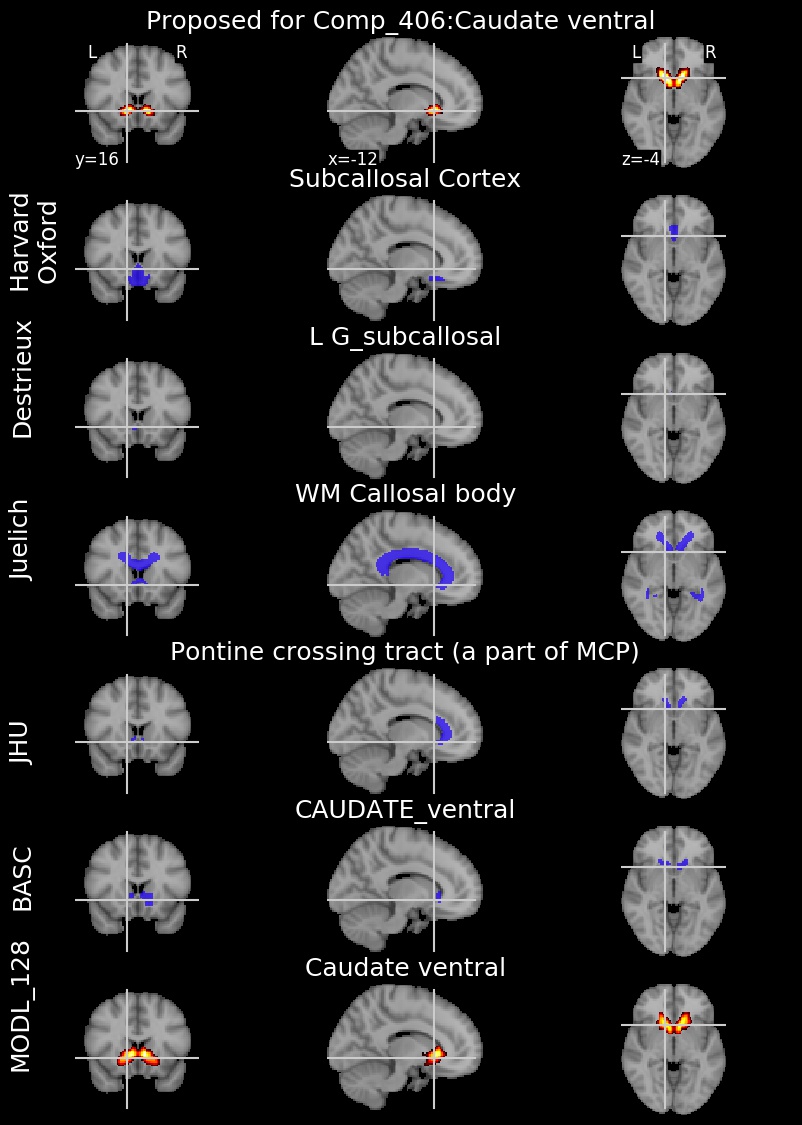 Proposed for Comp_406:Caudate ventral
L R
L R
y=16
x=-12
z=-4
Subcallosal Cortex
Harvard
Oxford
L G_subcallosal
Destrieux
WM Callosal body
Juelich
Pontine crossing tract (a part of MCP)
JHU
CAUDATE_ventral
BASC
Caudate ventral
MODL_128